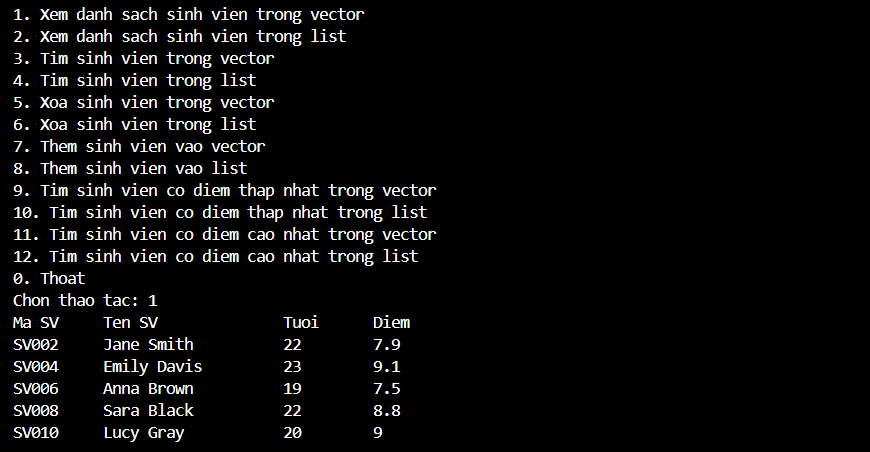 1. Xem danh sach sinh vien trong vector
2. Xem danh sach sinh vien trong list
3. Tim sinh vien trong vector
4. Tim sinh vien trong list
5. Xoa sinh vien trong vector
6. Xoa sinh vien trong list
7. Them sinh vien vao vector
8. Them sinh vien vao list
9. Tim sinh vien co diem thap nhat trong vector
10. Tim sinh vien co diem thap nhat trong list
11. Tim sinh vien co diem cao nhat trong vector
12. Tim sinh vien co diem cao nhat trong list
0. Thoat
Chon thao tac: 1
Ma SV     Ten SV              Tuoi      Diem
SV002     Jane Smith          22        7.9
SV004     Emily Davis         23        9.1
SV006     Anna Brown          19        7.5
SV008     Sara Black          22        8.8
SV010     Lucy Gray           20        9